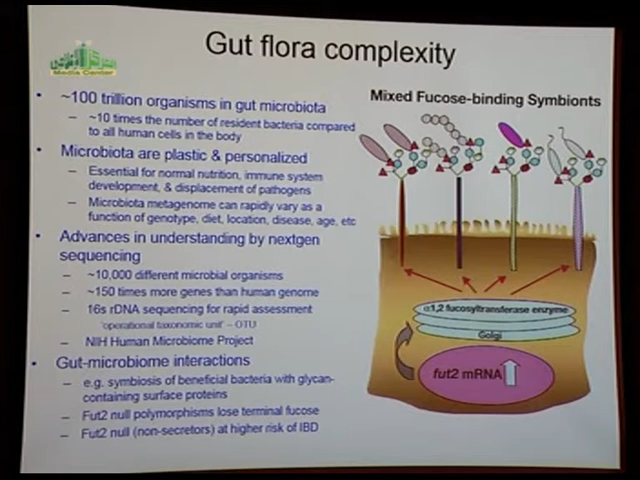 Gut flora complexity
Media Center
• ~100 trillion organisms in gut microbiota
– ~10 times the number of resident bacteria compared
to all human cells in the body
• Microbiota are plastic & personalized
– Essential for normal nutrition, immune system
development, & displacement of pathogens
– Microbiota metagenome can rapidly vary as a
function of genotype, diet, location, disease, age, etc
• Advances in understanding by nextgen
sequencing
– ~10,000 different microbial organisms
– ~150 times more genes than human genome
– 16s rDNA sequencing for rapid assessment
'operational taxonomic unit' – OTU
– NIH Human Microbiome Project
• Gut-microbiome interactions
– e.g. symbiosis of beneficial bacteria with glycan-
containing surface proteins
– Fut2 null polymorphisms lose terminal fucose
– Fut2 null (non-secretors) at higher risk of IBD
Mixed Fucose-binding Symbionts
α1,2 fucosyltransferase enzyme
Golgi
fut2 mRNA